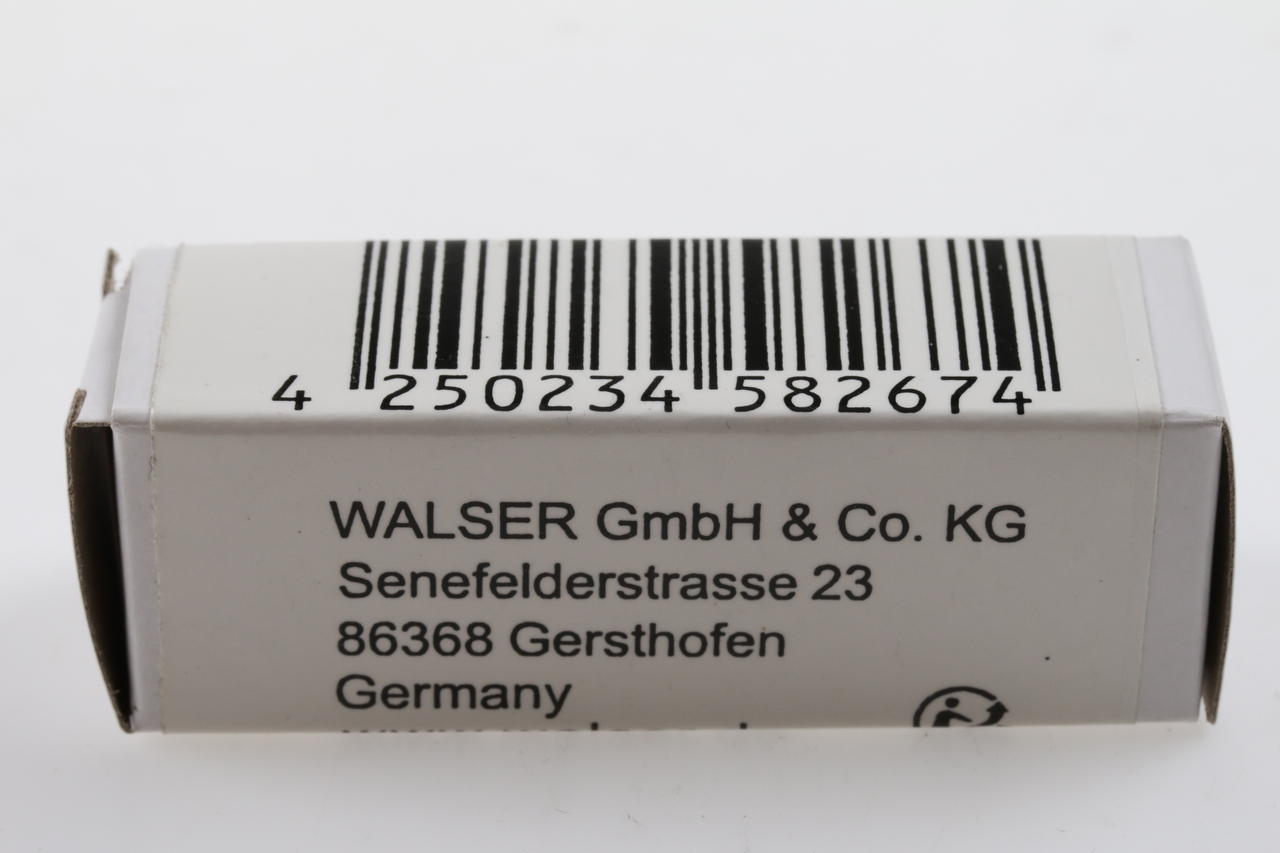 4 250234 582674
WALSER GmbH & Co. KG
Senefelderstrasse 23
86368 Gersthofen
Germany